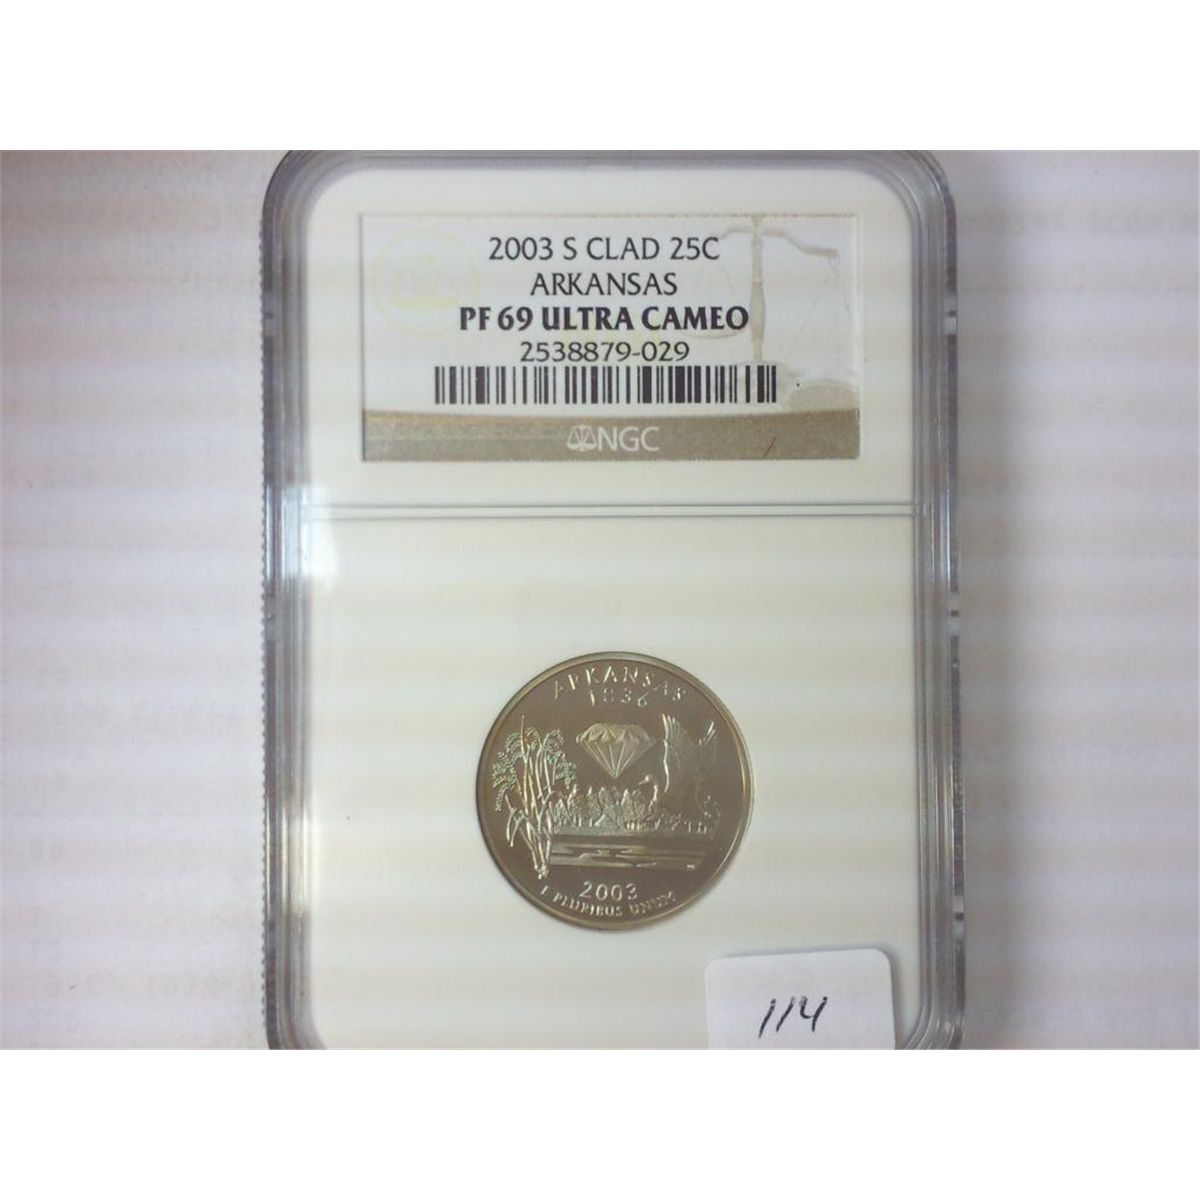 2003 S CLAD 25C
ARKANSAS
PF 69 ULTRA CAMEO
2538879-029
NGC
ARKANSAS
1836
2003
E PLURIBUS UNUM
114